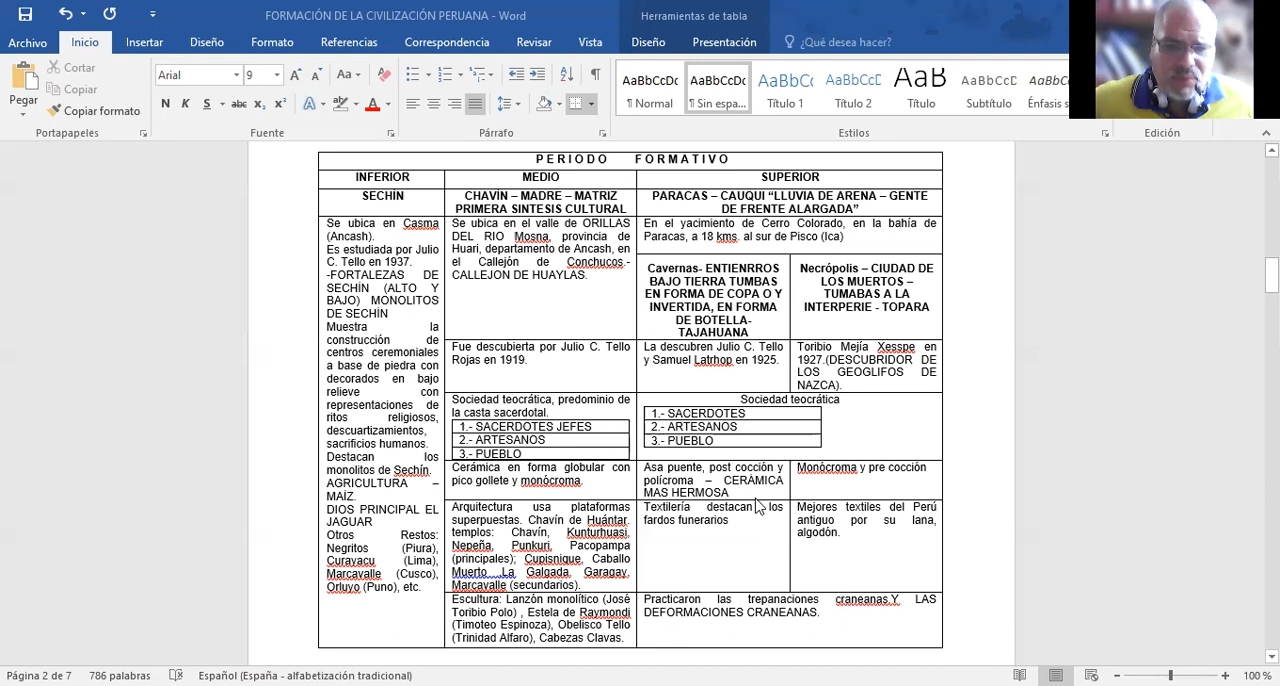 FORMACIÓN DE LA CIVILIZACIÓN PERUANA - Word
Herramientas de tabla
Archivo
Inicio
Insertar
Diseño
Formato
Referencias
Correspondencia
Revisar
Vista
Diseño
Presentación
¿Qué desea hacer?
Pegar
Cortar
Copiar
Copiar formato
Portapapeles
Arial
9
Aa
N K S abc x₂ x²
Fuente
Párrafo
AaBbCcDc
¶ Normal
AaBbCcDc
¶ Sin espa...
AaBbCc
Título 1
AaBbCcD
Título 2
AaB
Título
AaBbCcD
Subtítulo
AaBbCcD
Énfasis s
Estilos
Edición
PERIODO FORMATIVO
INFERIOR
MEDIO
SUPERIOR
SECHÍN
CHAVÍN – MADRE – MATRIZ
PRIMERA SINTESIS CULTURAL
PARACAS – CAUQUI “LLUVIA DE ARENA – GENTE
DE FRENTE ALARGADA”
Se ubica en Casma
(Ancash).
Es estudiada por Julio
C. Tello en 1937.
-FORTALEZAS DE
SECHÍN (ALTO Y
BAJO) MONOLITOS
DE SECHÍN
Muestra la
construcción de
centros ceremoniales
a base de piedra con
decorados en bajo
relieve con
representaciones de
ritos religiosos,
descuartizamientos,
sacrificios humanos.
Destacan los
monolitos de Sechín.
AGRICULTURA –
MAÍZ.
DIOS PRINCIPAL EL
JAGUAR
Otros Restos:
Negritos (Piura),
Curayacu (Lima),
Marcavalle (Cusco),
Orluyo (Puno), etc.
Se ubica en el valle de ORILLAS
DEL RIO Mosna, provincia de
Huari, departamento de Ancash, en
el Callejón de Conchucos.-
CALLEJON DE HUAYLAS.
En el yacimiento de Cerro Colorado, en la bahía de
Paracas, a 18 kms. al sur de Pisco (Ica)
Cavernas- ENTIENRROS
BAJO TIERRA TUMBAS
EN FORMA DE COPA O Y
INVERTIDA, EN FORMA
DE BOTELLA-
TAJAHUANA
Necrópolis – CIUDAD DE
LOS MUERTOS –
TUMABAS A LA
INTERPERIE - TOPARA
Fue descubierta por Julio C. Tello
Rojas en 1919.
La descubren Julio C. Tello
y Samuel Latrhop en 1925.
Toribio Mejía Xesspe en
1927.(DESCUBRIDOR DE
LOS GEOGLIFOS DE
NAZCA).
Sociedad teocrática, predominio de
la casta sacerdotal.
1.- SACERDOTES JEFES
2.- ARTESANOS
3.- PUEBLO
Sociedad teocrática
1.- SACERDOTES
2.- ARTESANOS
3.- PUEBLO
Cerámica en forma globular con
pico gollete y monócroma.
Asa puente, post cocción y
polícroma – CERÁMICA
MAS HERMOSA
Monócroma y pre cocción
Arquitectura usa plataformas
superpuestas. Chavín de Huántar.
templos: Chavín, Kunturhuasi,
Nepeña, Punkuri, Pacopampa
(principales); Cupisnique, Caballo
Muerto La Galgada, Garagay,
Marcavalle (secundarios).
Textilería destacan los
fardos funerarios
Mejores textiles del Perú
antiguo por su lana,
algodón.
Escultura: Lanzón monolítico (José
Toribio Polo) , Estela de Raymondi
(Timoteo Espinoza), Obelisco Tello
(Trinidad Alfaro), Cabezas Clavas.
Practicaron las trepanaciones craneanas.Y LAS
DEFORMACIONES CRANEANAS.
Página 2 de 7
786 palabras
Español (España - alfabetización tradicional)
100 %